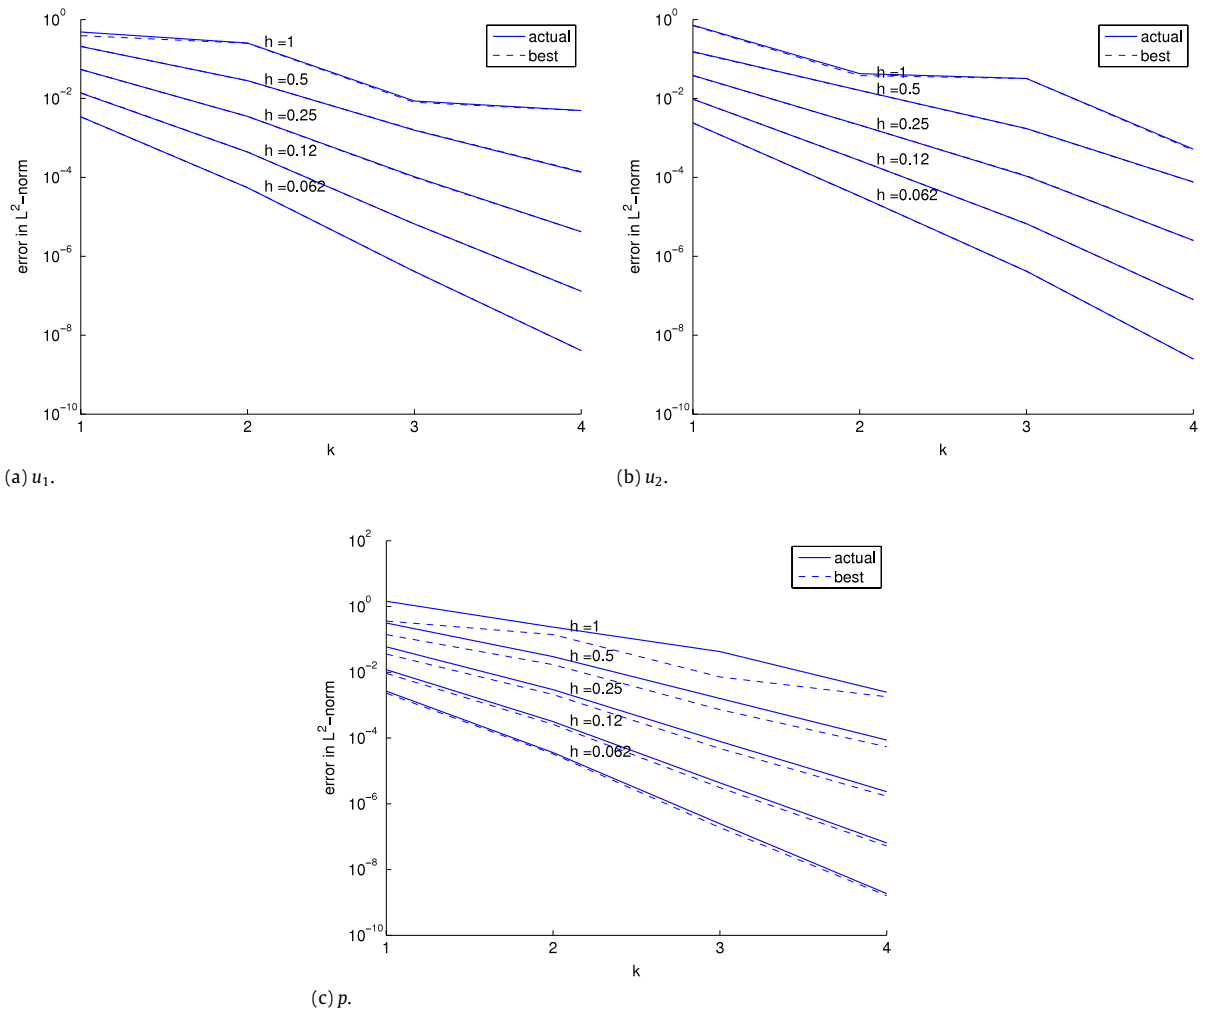 10^0
10^−2
10^−4
10^−6
10^−8
10^−10
error in L^2−norm
h =1
h =0.5
h =0.25
h =0.12
h =0.062
actual
best
1 2 3 4
k
(a) u_1.
10^0
10^−2
10^−4
10^−6
10^−8
10^−10
error in L^2−norm
h =1
h =0.5
h =0.25
h =0.12
h =0.062
actual
best
1 2 3 4
k
(b) u_2.
10^2
10^0
10^−2
10^−4
10^−6
10^−8
10^−10
error in L^2−norm
h =1
h =0.5
h =0.25
h =0.12
h =0.062
actual
best
1 2 3 4
k
(c) p.